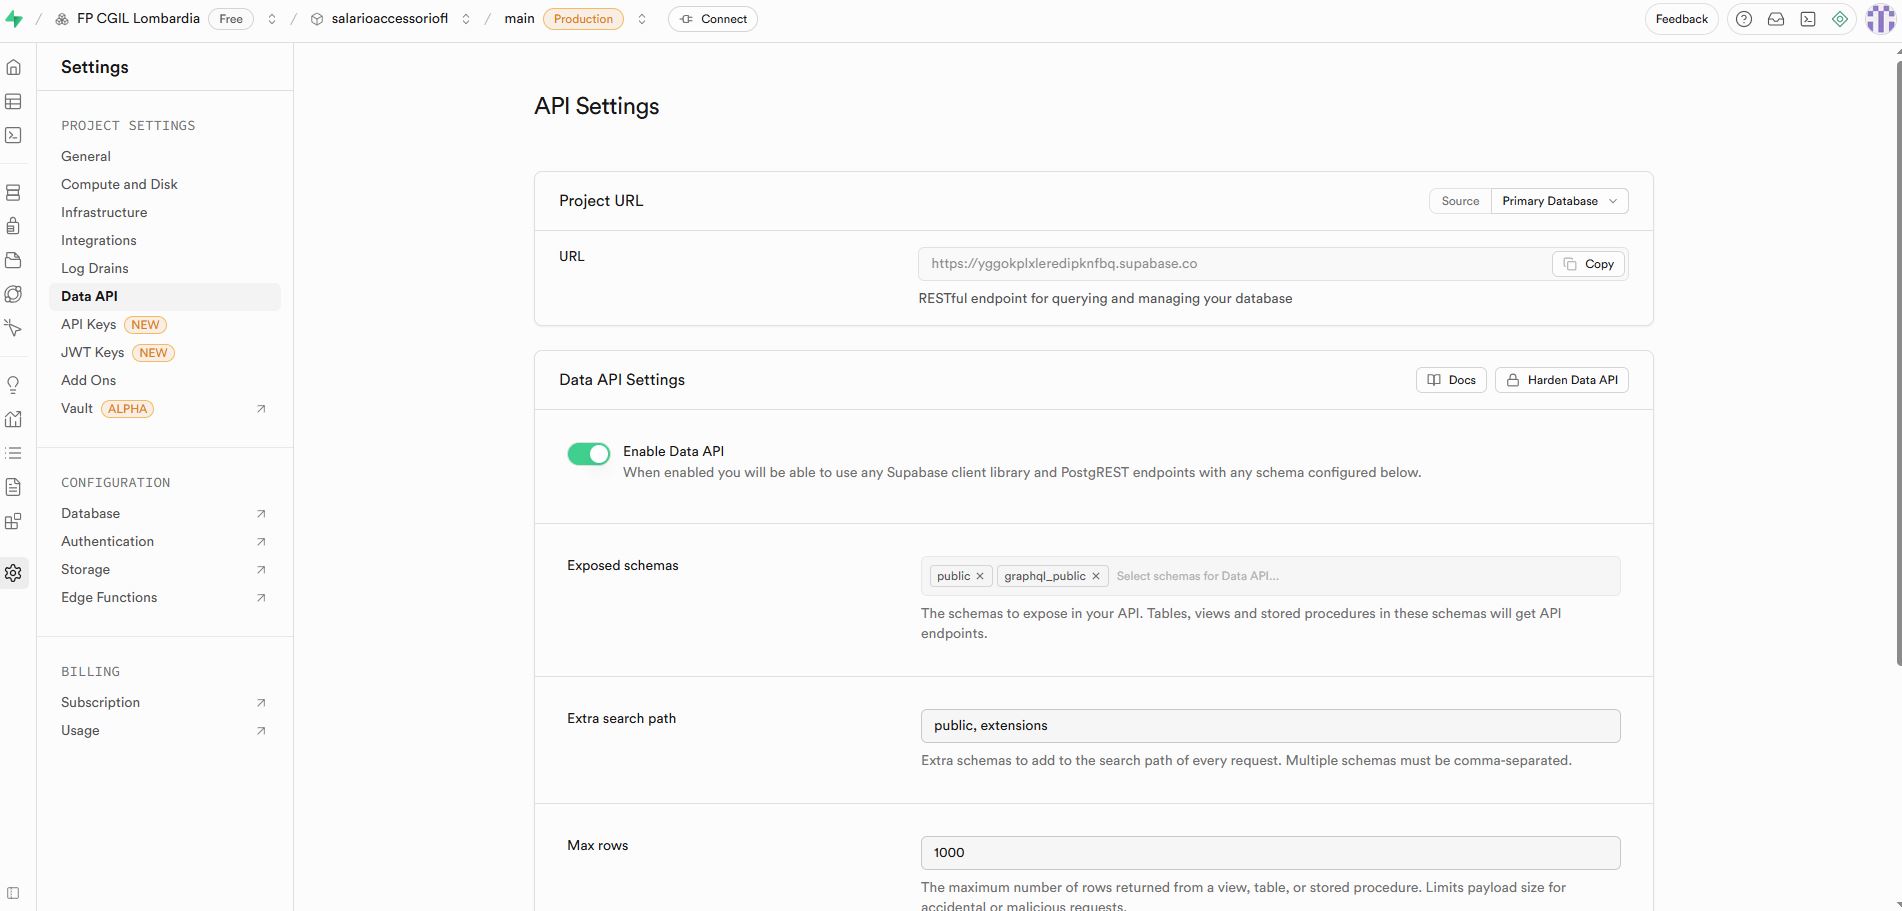 FP CGIL Lombardia Free salarioaccessoriofl main Production Connect Feedback
Settings
PROJECT SETTINGS
General
Compute and Disk
Infrastructure
Integrations
Log Drains
Data API
API Keys NEW
JWT Keys NEW
Add Ons
Vault ALPHA
CONFIGURATION
Database
Authentication
Storage
Edge Functions
BILLING
Subscription
Usage
API Settings
Project URL
Source Primary Database
URL
https://yggokplxleredipknfbq.supabase.co
Copy
RESTful endpoint for querying and managing your database
Data API Settings
Docs
Harden Data API
Enable Data API
When enabled you will be able to use any Supabase client library and PostgREST endpoints with any schema configured below.
Exposed schemas
public graphql_public Select schemas for Data API...
The schemas to expose in your API. Tables, views and stored procedures in these schemas will get API
endpoints.
Extra search path
public, extensions
Extra schemas to add to the search path of every request. Multiple schemas must be comma-separated.
Max rows
1000
The maximum number of rows returned from a view, table, or stored procedure. Limits payload size for
accidental or malicious requests.